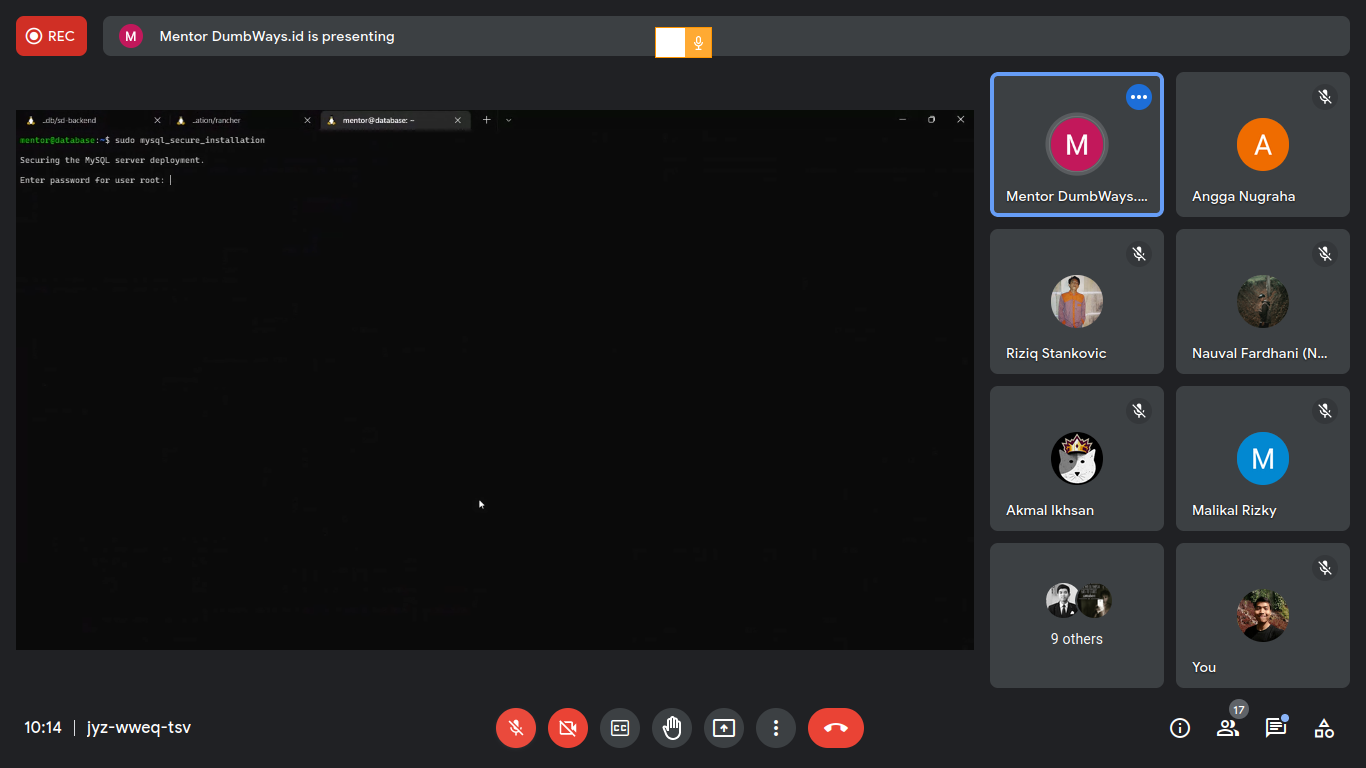 REC
M
Mentor DumbWays.id is presenting
..db/sd-backend
..ation/rancher
mentor@database: ~
mentor@database:~$ sudo mysql_secure_installation
Securing the MySQL server deployment.
Enter password for user root:
M
Mentor DumbWays....
A
Angga Nugraha
Riziq Stankovic
Nauval Fardhani (N...
Akmal Ikhsan
M
Malikal Rizky
9 others
You
10:14
jyz-wweq-tsv
CC
17